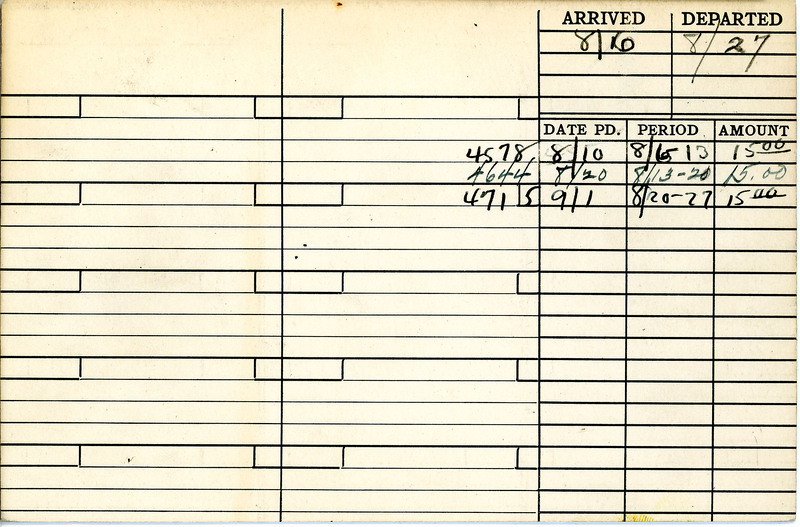 ARRIVED DEPARTED
8/6 8/27
DATE PD. PERIOD AMOUNT
4578 8/10 8/6 13 15 00
4644 8/20 8/13-20 15.00
4715 9/1 8/20-27 15 00